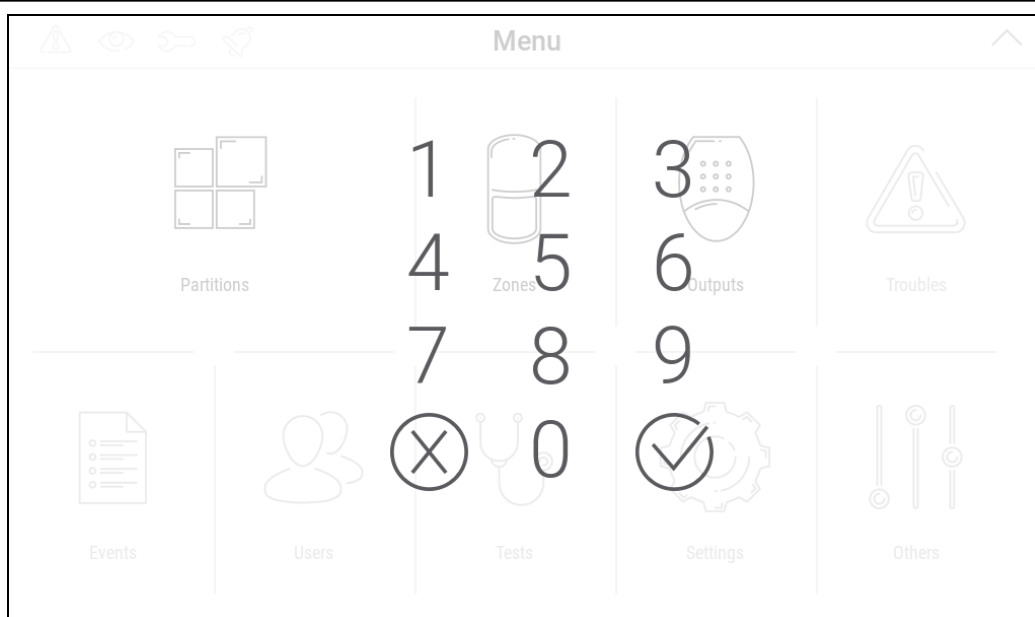 Menu
1 2 3
Partitions Zones Outputs Troubles
4 5 6
7 8 9
0
Events Users Tests Settings Others